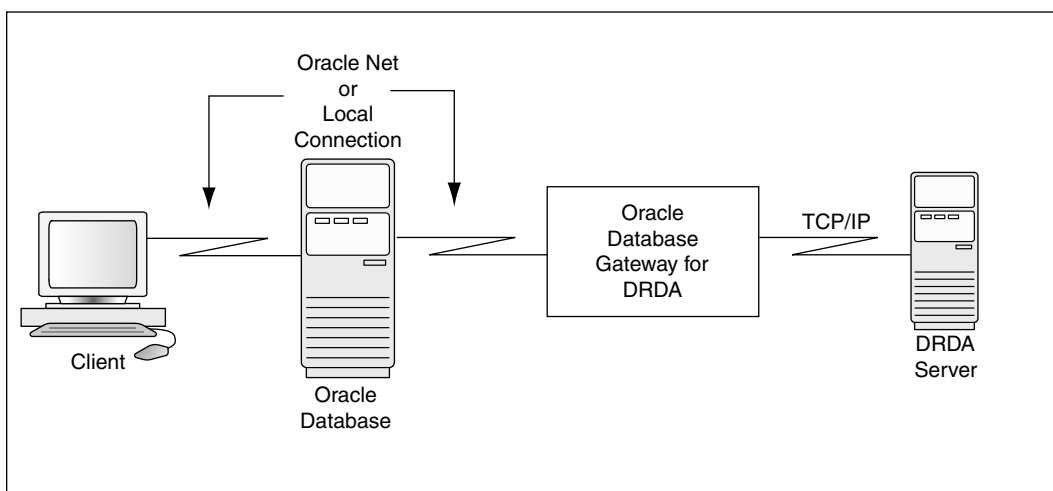 Oracle Net
or
Local
Connection
Client
Oracle
Database
Oracle
Database
Gateway for
DRDA
TCP/IP
DRDA
Server